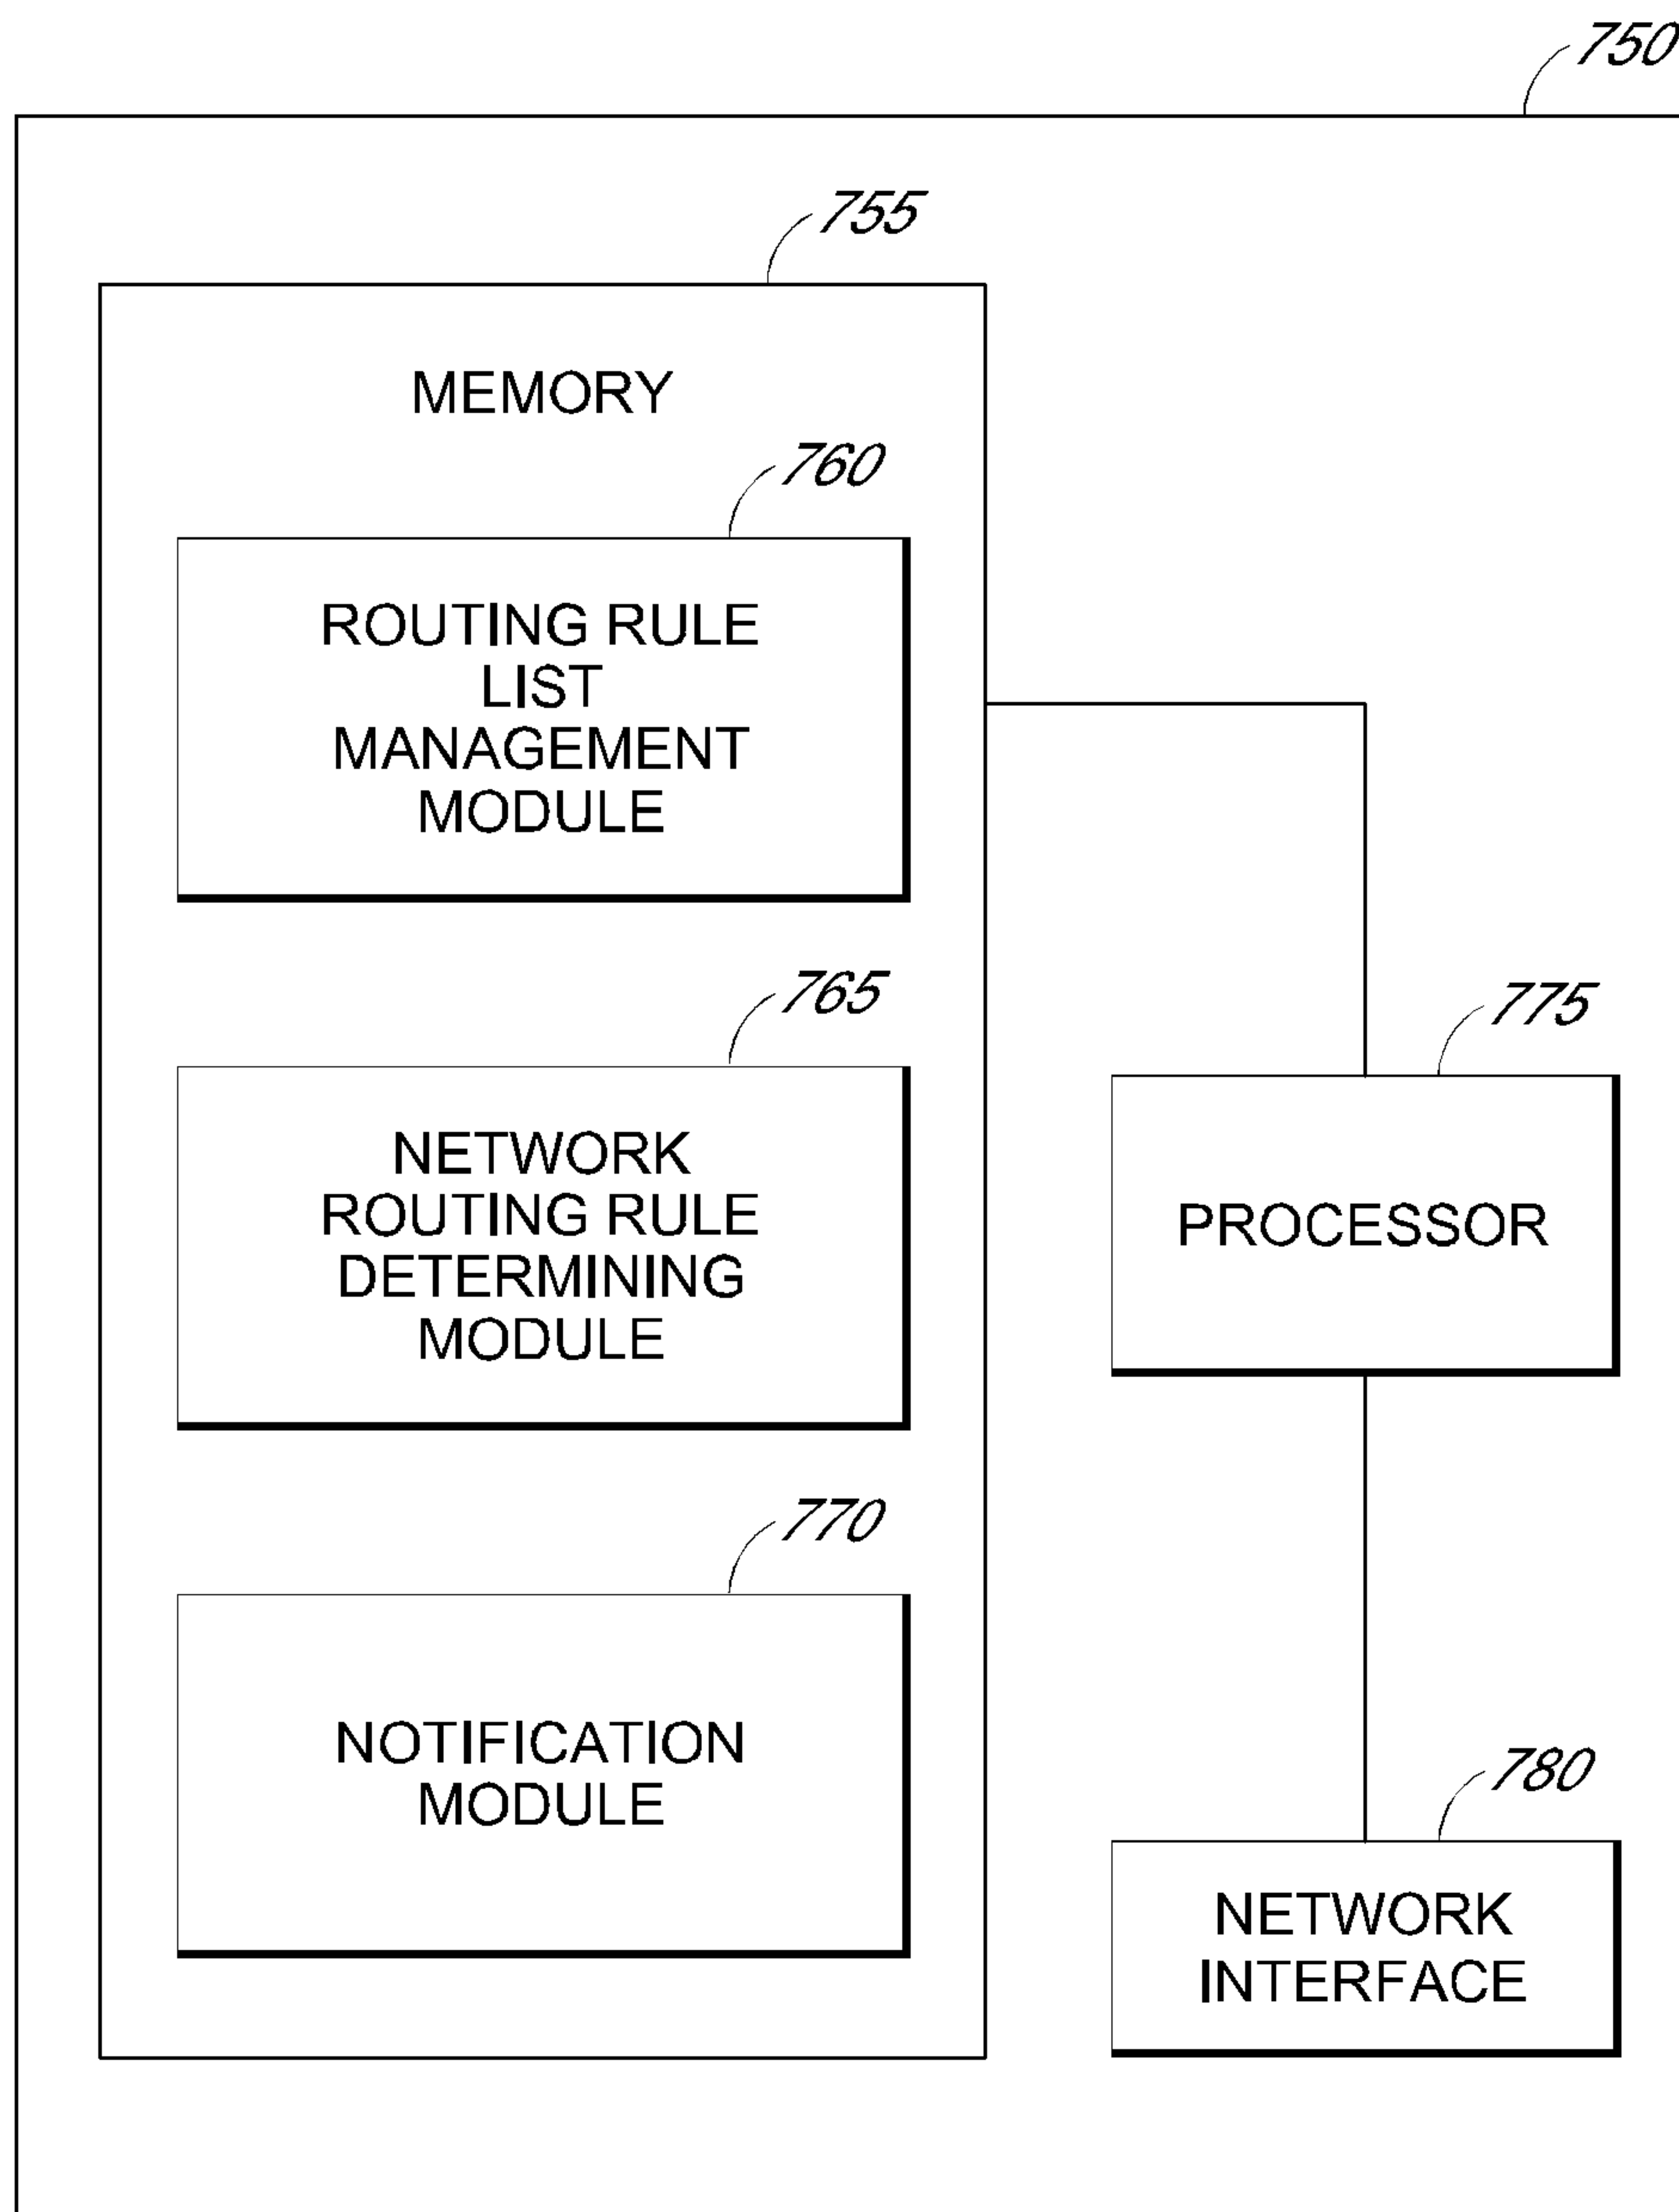 750
755
MEMORY
760
ROUTING RULE
LIST
MANAGEMENT
MODULE
765
NETWORK
ROUTING RULE
DETERMINING
MODULE
775
PROCESSOR
770
NOTIFICATION
MODULE
780
NETWORK
INTERFACE